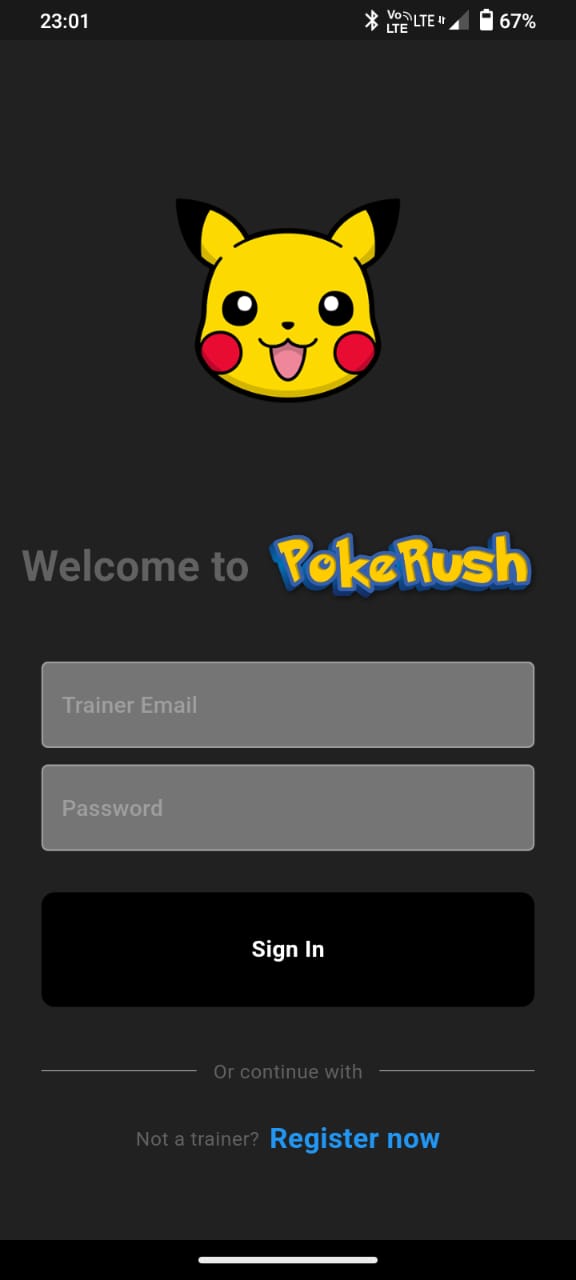 23:01 Vo LTE LTE 67%
Welcome to PokeRush
Trainer Email
Password
Sign In
Or continue with
Not a trainer? Register now